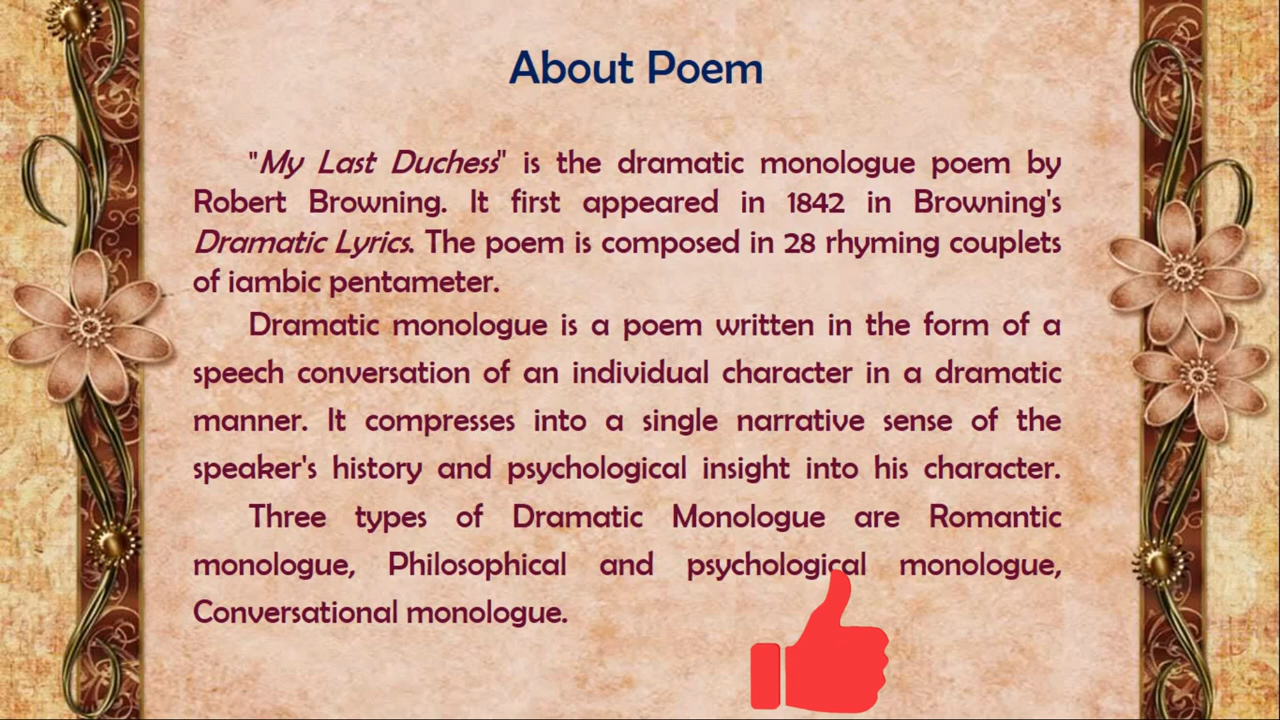 About Poem
"My Last Duchess" is the dramatic monologue poem by
Robert Browning. It first appeared in 1842 in Browning's
Dramatic Lyrics. The poem is composed in 28 rhyming couplets
of iambic pentameter.
Dramatic monologue is a poem written in the form of a
speech conversation of an individual character in a dramatic
manner. It compresses into a single narrative sense of the
speaker's history and psychological insight into his character.
Three types of Dramatic Monologue are Romantic
monologue, Philosophical and psychological monologue,
Conversational monologue.